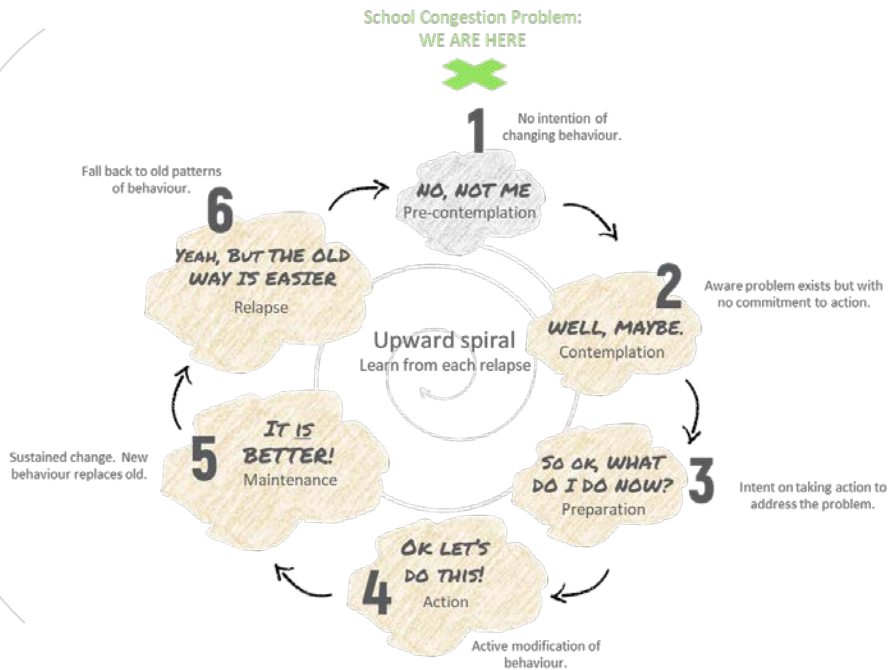 School Congestion Problem:
WE ARE HERE
1
No intention of
changing behaviour.
NO, NOT ME
Pre-contemplation
2
Aware problem exists but with
no commitment to action.
WELL, MAYBE.
Contemplation
3
So OK, WHAT
DO I DO NOW?
Preparation
Intent on taking action to
address the problem.
4
OK LET'S
DO THIS!
Action
Active modification of
behaviour.
5
IT IS
BETTER!
Maintenance
Sustained change. New
behaviour replaces old.
6
Fall back to old patterns
of behaviour.
YEAH, BUT THE OLD
WAY IS EASIER
Relapse
Upward spiral
Learn from each relapse